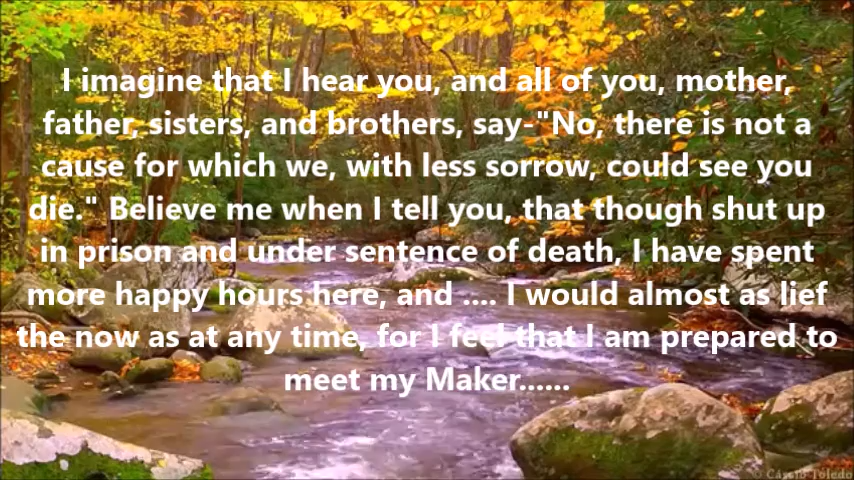 I imagine that I hear you, and all of you, mother,
father, sisters, and brothers, say-"No, there is not a
cause for which we, with less sorrow, could see you
die." Believe me when I tell you, that though shut up
in prison and under sentence of death, I have spent
more happy hours here, and .... I would almost as lief
the now as at any time, for I feel that I am prepared to
meet my Maker......
© Cássio Toledo